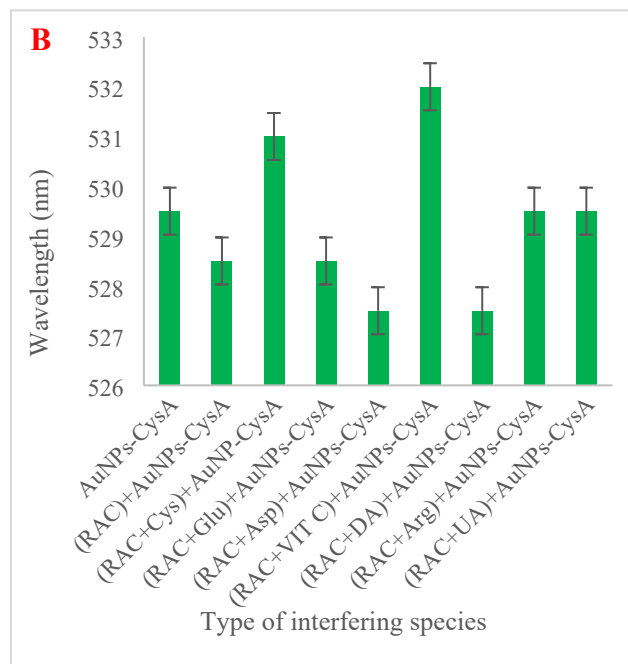 B
533
532
531
530
529
528
527
526
Wavelength (nm)
AuNPs-CysA
(RAC)+AuNPs-CysA
(RAC+Cys)+AuNP-CysA
(RAC+Glu)+AuNPs-CysA
(RAC+Asp)+AuNPs-CysA
(RAC+VIT C)+AuNPs-CysA
(RAC+DA)+AuNPs-CysA
(RAC+Arg)+AuNPs-CysA
(RAC+UA)+AuNPs-CysA
Type of interfering species